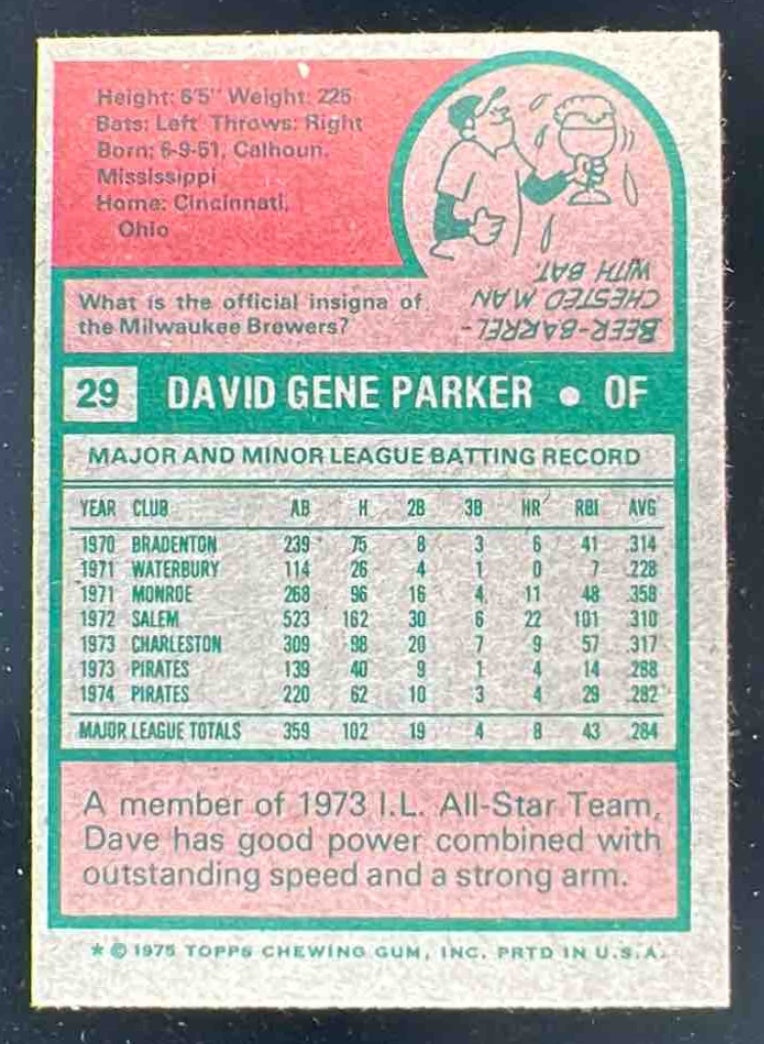 Height: 6'5" Weight: 225
Bats: Left Throws: Right
Born: 6-9-51, Calhoun,
Mississippi
Home: Cincinnati,
Ohio
What is the official insigna of
the Milwaukee Brewers?
BEER-BARREL-
CHESTED MAN
WITH BAT
29 DAVID GENE PARKER • OF
MAJOR AND MINOR LEAGUE BATTING RECORD
YEAR CLUB AB H 2B 3B HR RBI AVG
1970 BRADENTON 239 75 8 3 6 41 .314
1971 WATERBURY 114 26 4 1 0 7 .228
1971 MONROE 268 96 16 4 11 48 .358
1972 SALEM 523 162 30 6 22 101 .310
1973 CHARLESTON 309 98 20 7 9 57 .317
1973 PIRATES 139 40 9 1 4 14 .288
1974 PIRATES 220 62 10 3 4 29 .282
MAJOR LEAGUE TOTALS 359 102 19 4 8 43 .284
A member of 1973 I.L. All-Star Team,
Dave has good power combined with
outstanding speed and a strong arm.
* © 1975 TOPPS CHEWING GUM, INC. PRTD IN U.S.A.